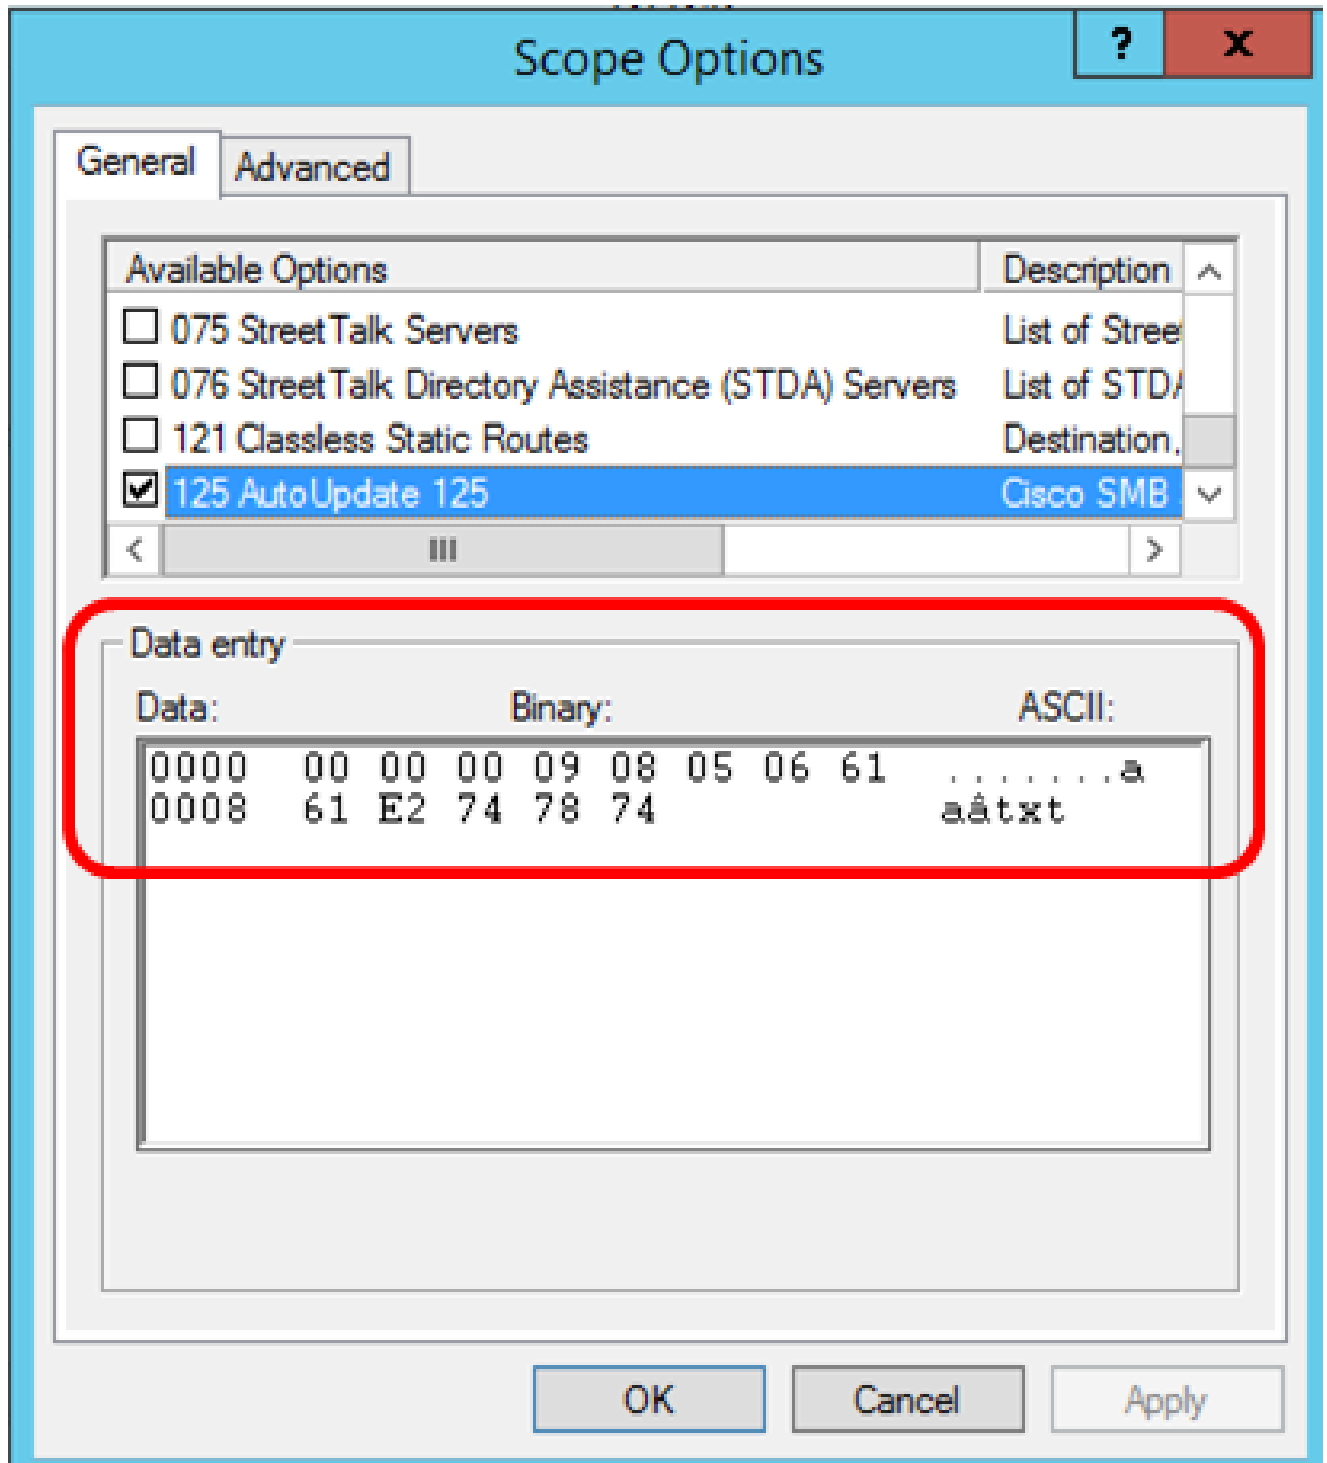 Scope Options
? x
General Advanced
Available Options Description
075 StreetTalk Servers List of Stree
076 StreetTalk Directory Assistance (STDA) Servers List of STDA
121 Classless Static Routes Destination,
125 AutoUpdate 125 Cisco SMB
Data entry
Data: Binary: ASCII:
0000 00 00 00 09 08 05 06 61 .......a
0008 61 E2 74 78 74 aâtxt
OK Cancel Apply